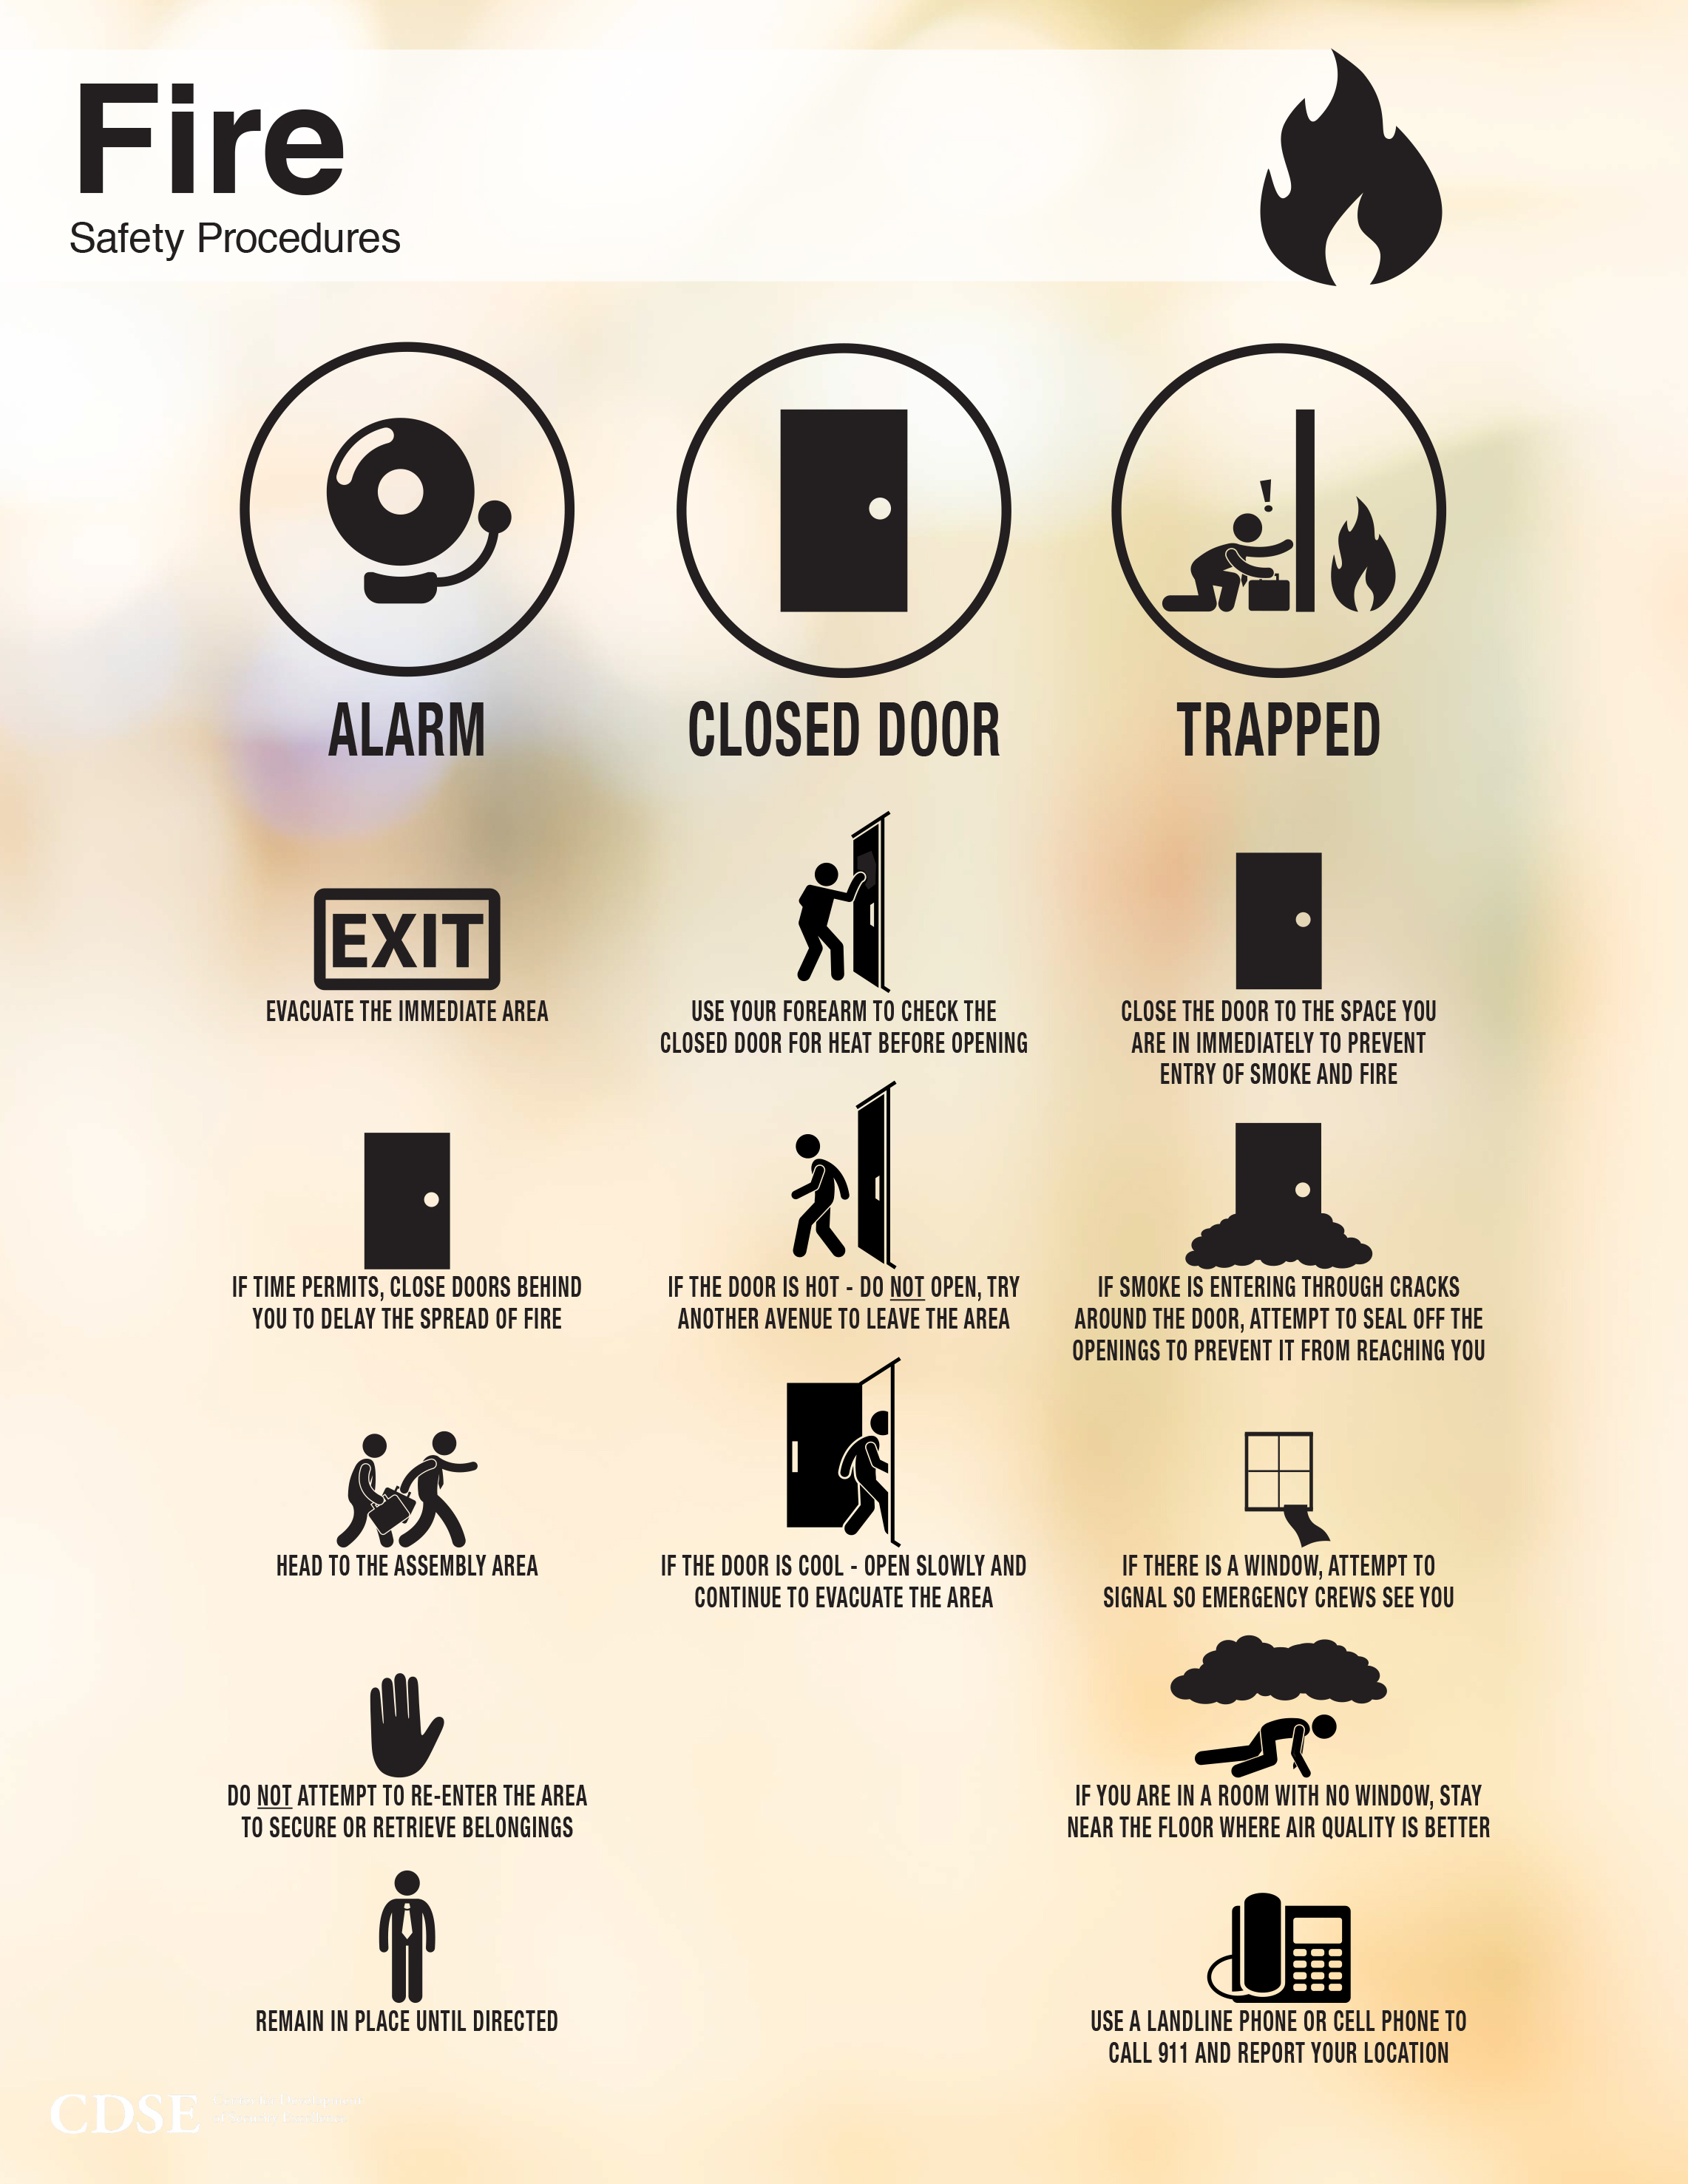 Fire
Safety Procedures
ALARM
EXIT
EVACUATE THE IMMEDIATE AREA
IF TIME PERMITS, CLOSE DOORS BEHIND
YOU TO DELAY THE SPREAD OF FIRE
HEAD TO THE ASSEMBLY AREA
DO NOT ATTEMPT TO RE-ENTER THE AREA
TO SECURE OR RETRIEVE BELONGINGS
REMAIN IN PLACE UNTIL DIRECTED
CLOSED DOOR
USE YOUR FOREARM TO CHECK THE
CLOSED DOOR FOR HEAT BEFORE OPENING
IF THE DOOR IS HOT - DO NOT OPEN, TRY
ANOTHER AVENUE TO LEAVE THE AREA
IF THE DOOR IS COOL - OPEN SLOWLY AND
CONTINUE TO EVACUATE THE AREA
TRAPPED
!
CLOSE THE DOOR TO THE SPACE YOU
ARE IN IMMEDIATELY TO PREVENT
ENTRY OF SMOKE AND FIRE
IF SMOKE IS ENTERING THROUGH CRACKS
AROUND THE DOOR, ATTEMPT TO SEAL OFF THE
OPENINGS TO PREVENT IT FROM REACHING YOU
IF THERE IS A WINDOW, ATTEMPT TO
SIGNAL SO EMERGENCY CREWS SEE YOU
IF YOU ARE IN A ROOM WITH NO WINDOW, STAY
NEAR THE FLOOR WHERE AIR QUALITY IS BETTER
USE A LANDLINE PHONE OR CELL PHONE TO
CALL 911 AND REPORT YOUR LOCATION
CDSE